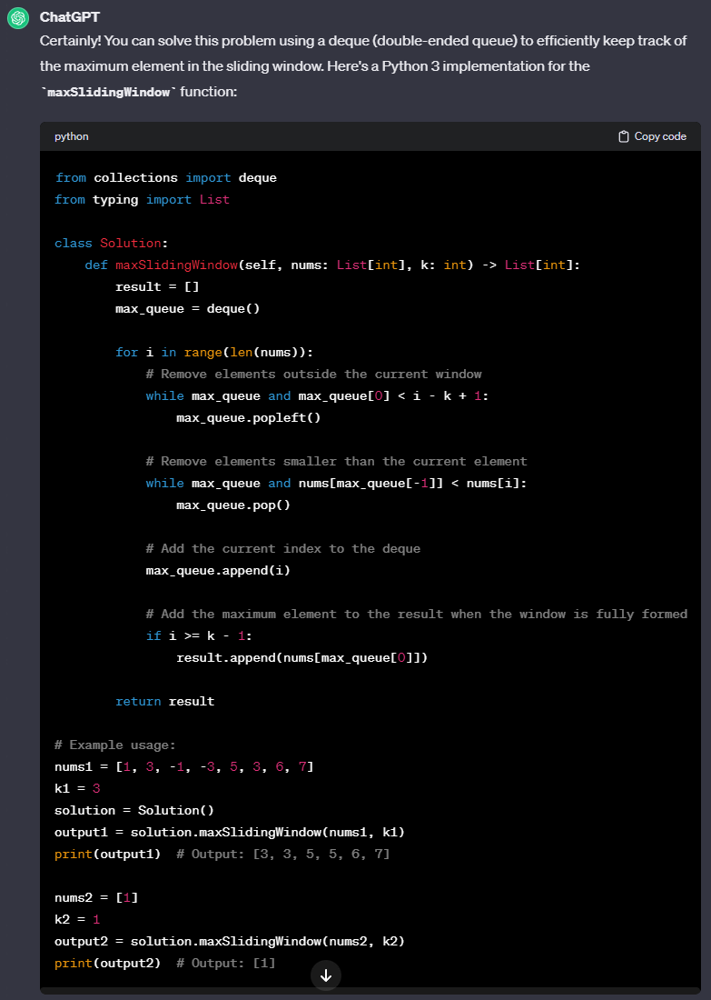 ChatGPT
Certainly! You can solve this problem using a deque (double-ended queue) to efficiently keep track of
the maximum element in the sliding window. Here's a Python 3 implementation for the
`maxSlidingWindow` function:
python
Copy code
from collections import deque
from typing import List
class Solution:
    def maxSlidingWindow(self, nums: List[int], k: int) -> List[int]:
        result = []
        max_queue = deque()
        for i in range(len(nums)):
            # Remove elements outside the current window
            while max_queue and max_queue[0] < i - k + 1:
                max_queue.popleft()
            # Remove elements smaller than the current element
            while max_queue and nums[max_queue[-1]] < nums[i]:
                max_queue.pop()
            # Add the current index to the deque
            max_queue.append(i)
            # Add the maximum element to the result when the window is fully formed
            if i >= k - 1:
                result.append(nums[max_queue[0]])
        return result
# Example usage:
nums1 = [1, 3, -1, -3, 5, 3, 6, 7]
k1 = 3
solution = Solution()
output1 = solution.maxSlidingWindow(nums1, k1)
print(output1)  # Output: [3, 3, 5, 5, 6, 7]
nums2 = [1]
k2 = 1
output2 = solution.maxSlidingWindow(nums2, k2)
print(output2)  # Output: [1]